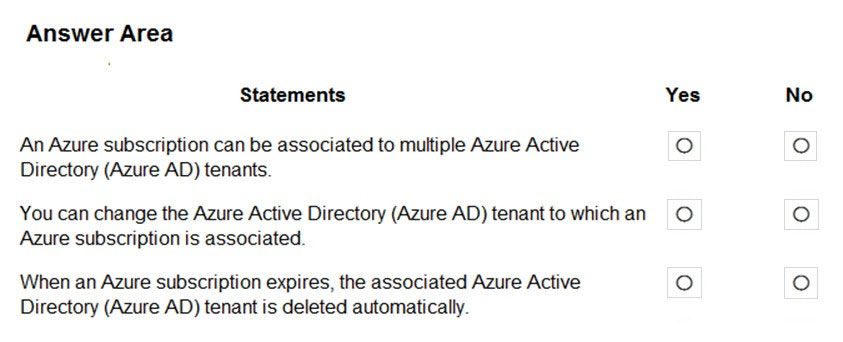 Answer Area
Statements Yes No
An Azure subscription can be associated to multiple Azure Active
Directory (Azure AD) tenants.
You can change the Azure Active Directory (Azure AD) tenant to which an
Azure subscription is associated.
When an Azure subscription expires, the associated Azure Active
Directory (Azure AD) tenant is deleted automatically.